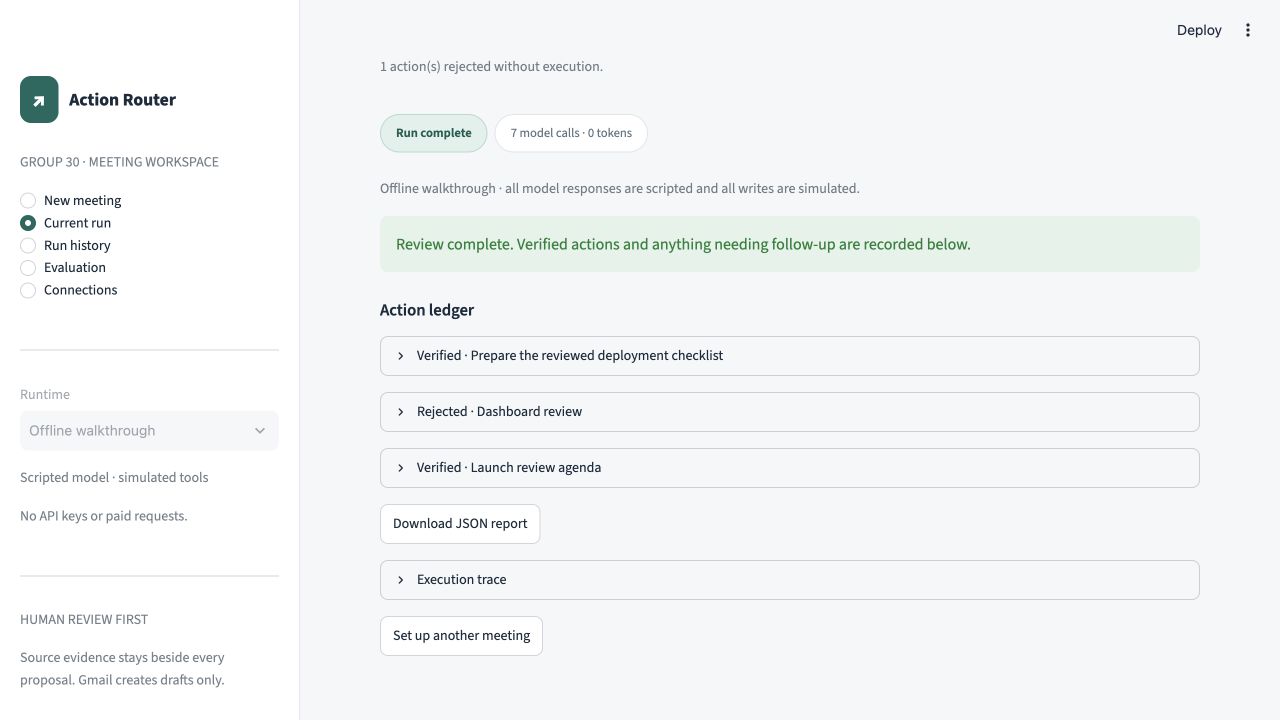 Deploy
Action Router
GROUP 30 · MEETING WORKSPACE
New meeting
Current run
Run history
Evaluation
Connections
Runtime
Offline walkthrough
Scripted model · simulated tools
No API keys or paid requests.
HUMAN REVIEW FIRST
Source evidence stays beside every
proposal. Gmail creates drafts only.
1 action(s) rejected without execution.
Run complete
7 model calls · 0 tokens
Offline walkthrough · all model responses are scripted and all writes are simulated.
Review complete. Verified actions and anything needing follow-up are recorded below.
Action ledger
Verified · Prepare the reviewed deployment checklist
Rejected · Dashboard review
Verified · Launch review agenda
Download JSON report
Execution trace
Set up another meeting